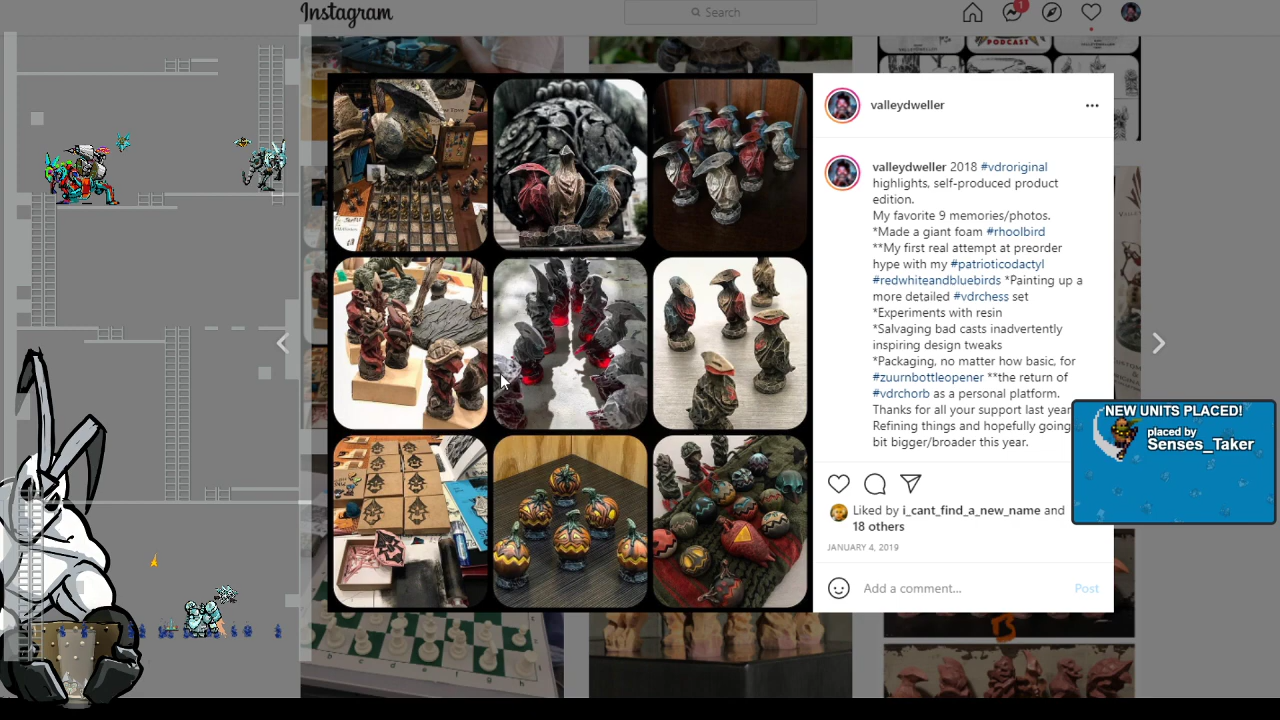 Instagram
Search
1
PODCAST
valleydweller
valleydweller 2018 #vdroriginal
highlights, self-produced product
edition.
My favorite 9 memories/photos.
*Made a giant foam #rhoolbird
**My first real attempt at preorder
hype with my #patrioticodactyl
#redwhiteandbluebirds *Painting up a
more detailed #vdrchess set
*Experiments with resin
*Salvaging bad casts inadvertently
inspiring design tweaks
*Packaging, no matter how basic, for
#zuurnbottleopener **the return of
#vdrchorb as a personal platform.
Thanks for all your support last year
Refining things and hopefully going
bit bigger/broader this year.
Liked by i_cant_find_a_new_name and
18 others
JANUARY 4, 2019
Add a comment...
Post
NEW UNITS PLACED!
placed by
Senses_Taker